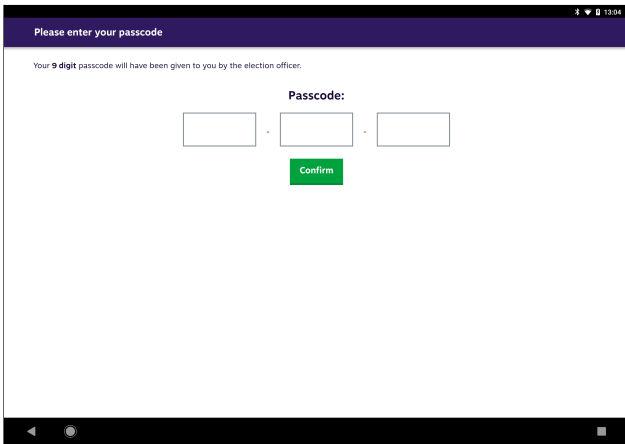 13:04
Please enter your passcode
Your 9 digit passcode will have been given to you by the election officer.
Passcode:
- -
Confirm